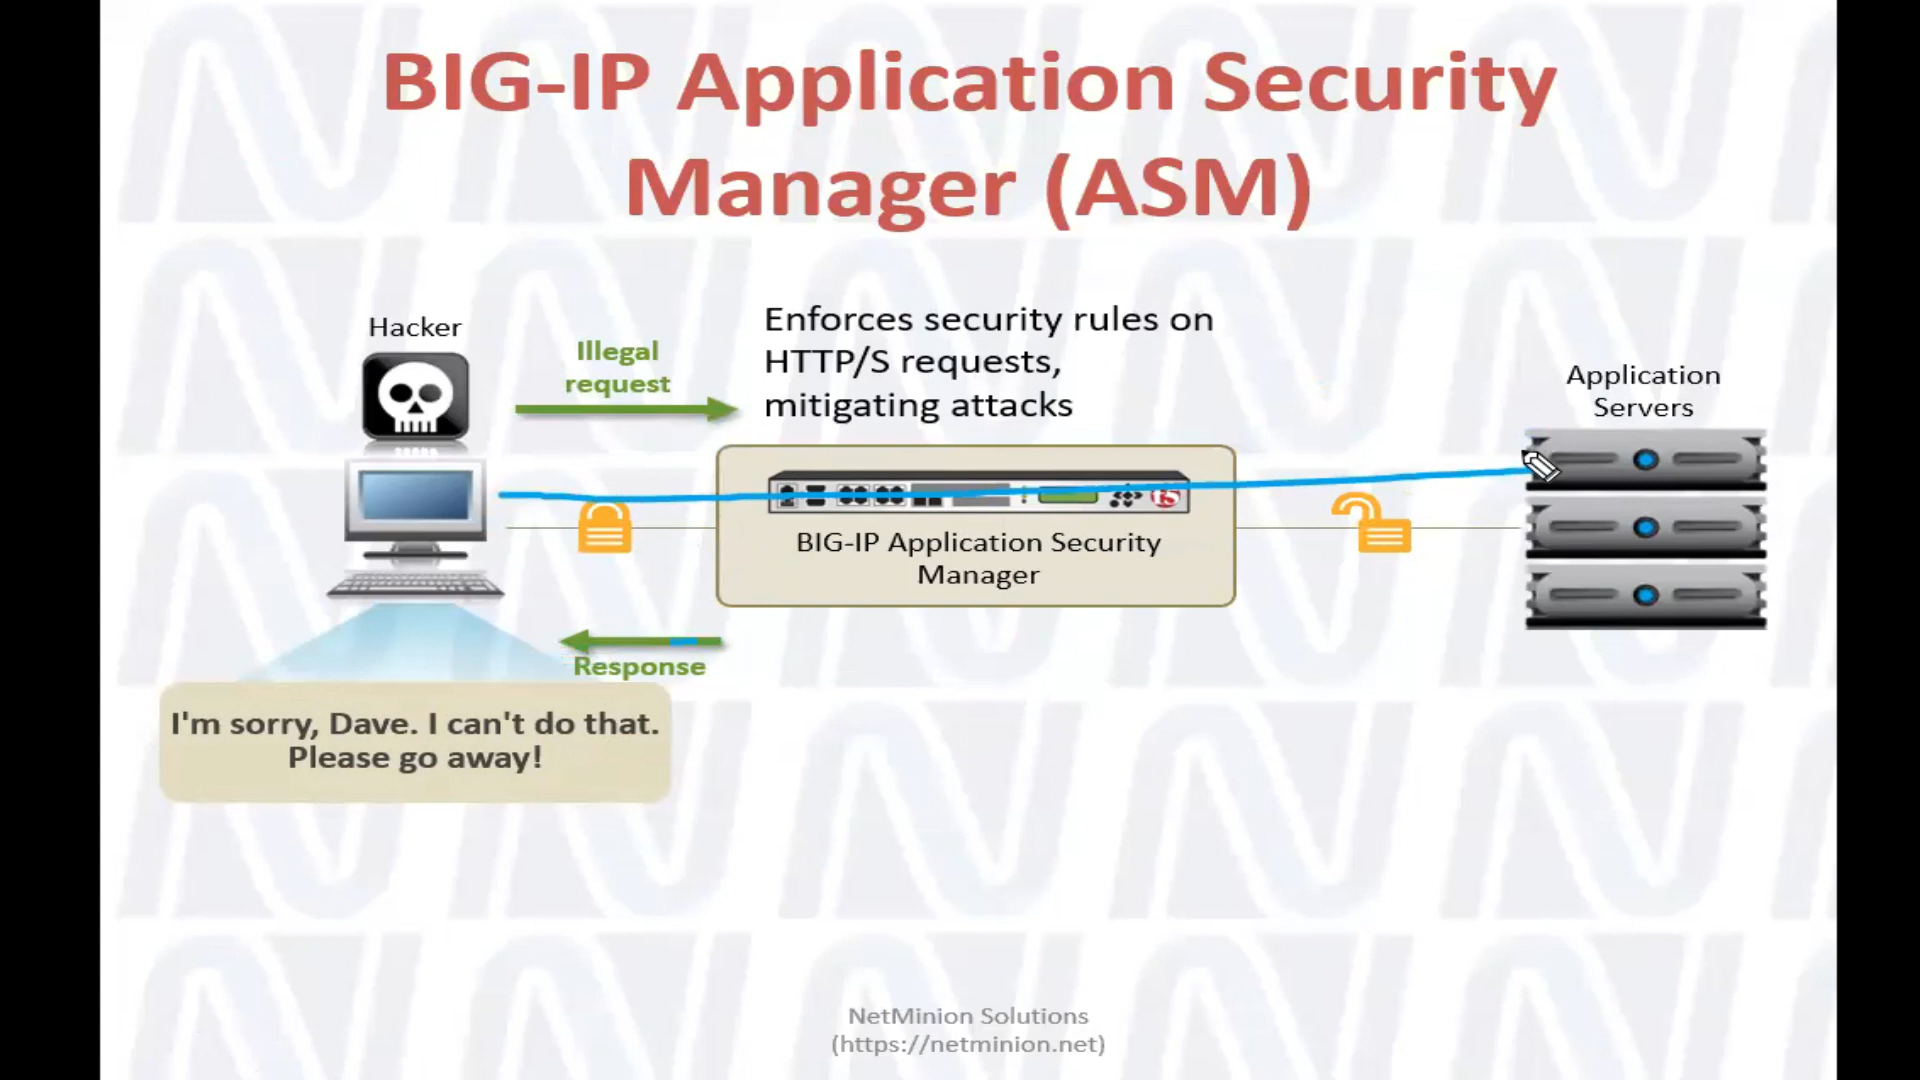 BIG-IP Application Security
Manager (ASM)
Hacker
Illegal
request
Enforces security rules on
HTTP/S requests,
mitigating attacks
Application
Servers
f5
BIG-IP Application Security
Manager
Response
I'm sorry, Dave. I can't do that.
Please go away!
NetMinion Solutions
(https://netminion.net)